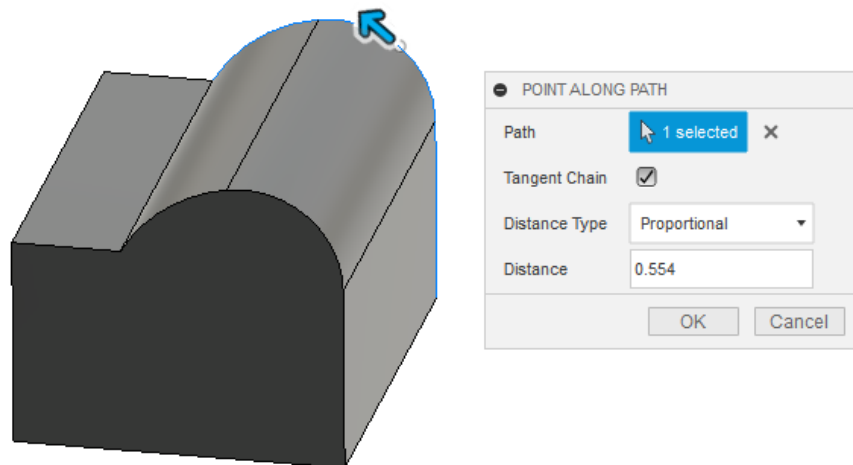 POINT ALONG PATH
Path 1 selected
Tangent Chain
Distance Type Proportional
Distance 0.554
OK Cancel